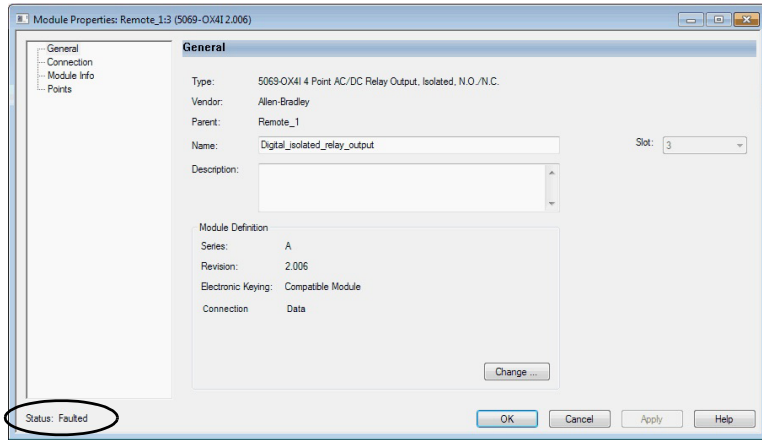 Module Properties: Remote_1:3 (5069-OX4I 2.006)
General
Connection
Module Info
Points
General
Type: 5069-OX4I 4 Point AC/DC Relay Output, Isolated, N.O./N.C.
Vendor: Allen-Bradley
Parent: Remote_1
Name: Digital_isolated_relay_output Slot: 3
Description:
Module Definition
Series: A
Revision: 2.006
Electronic Keying: Compatible Module
Connection Data
Change ...
Status: Faulted OK Cancel Apply Help